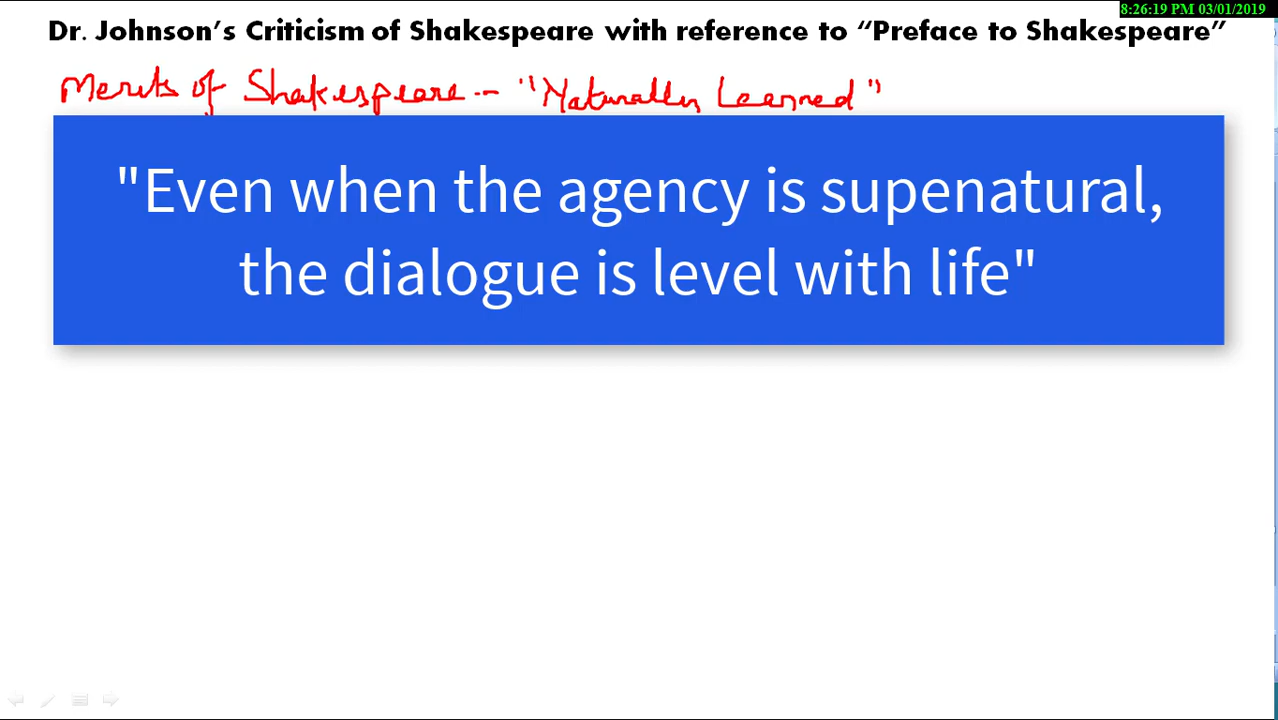 8:26:19 PM 03/01/2019
Dr. Johnson's Criticism of Shakespeare with reference to “Preface to Shakespeare”
Merits of Shakespeare - "Naturally Learned"
"Even when the agency is supenatural,
the dialogue is level with life"